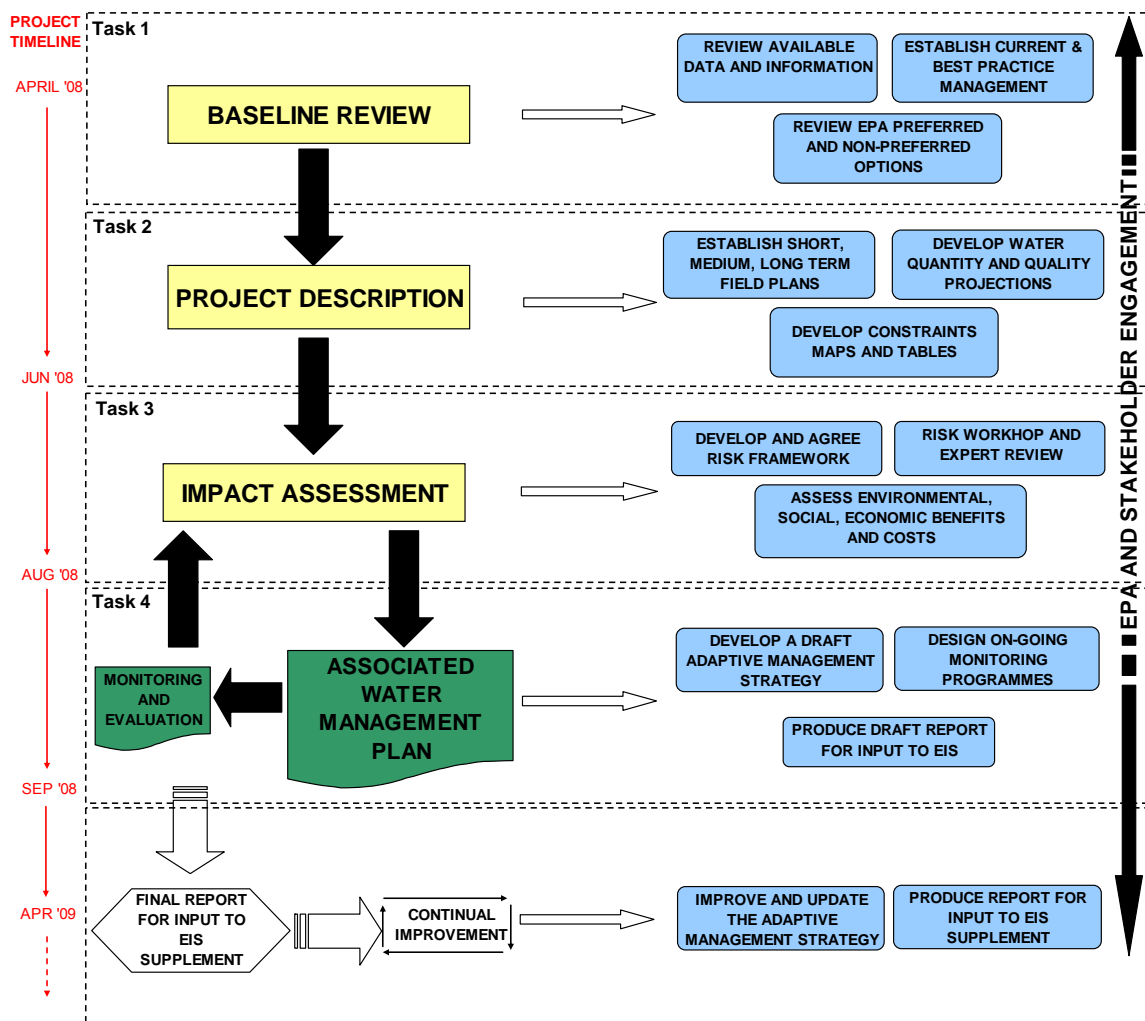 PROJECT
TIMELINE
APRIL '08
JUN '08
AUG '08
SEP '08
APR '09
Task 1
BASELINE REVIEW
REVIEW AVAILABLE
DATA AND INFORMATION
ESTABLISH CURRENT &
BEST PRACTICE
MANAGEMENT
REVIEW EPA PREFERRED
AND NON-PREFERRED
OPTIONS
Task 2
PROJECT DESCRIPTION
ESTABLISH SHORT,
MEDIUM, LONG TERM
FIELD PLANS
DEVELOP WATER
QUANTITY AND QUALITY
PROJECTIONS
DEVELOP CONSTRAINTS
MAPS AND TABLES
Task 3
IMPACT ASSESSMENT
DEVELOP AND AGREE
RISK FRAMEWORK
RISK WORKHOP AND
EXPERT REVIEW
ASSESS ENVIRONMENTAL,
SOCIAL, ECONOMIC BENEFITS
AND COSTS
Task 4
MONITORING
AND
EVALUATION
ASSOCIATED
WATER
MANAGEMENT
PLAN
DEVELOP A DRAFT
ADAPTIVE MANAGEMENT
STRATEGY
DESIGN ON-GOING
MONITORING
PROGRAMMES
PRODUCE DRAFT REPORT
FOR INPUT TO EIS
FINAL REPORT
FOR INPUT TO
EIS
SUPPLEMENT
CONTINUAL
IMPROVEMENT
IMPROVE AND UPDATE
THE ADAPTIVE
MANAGEMENT STRATEGY
PRODUCE REPORT FOR
INPUT TO EIS
SUPPLEMENT
EPA AND STAKEHOLDER ENGAGEMENT